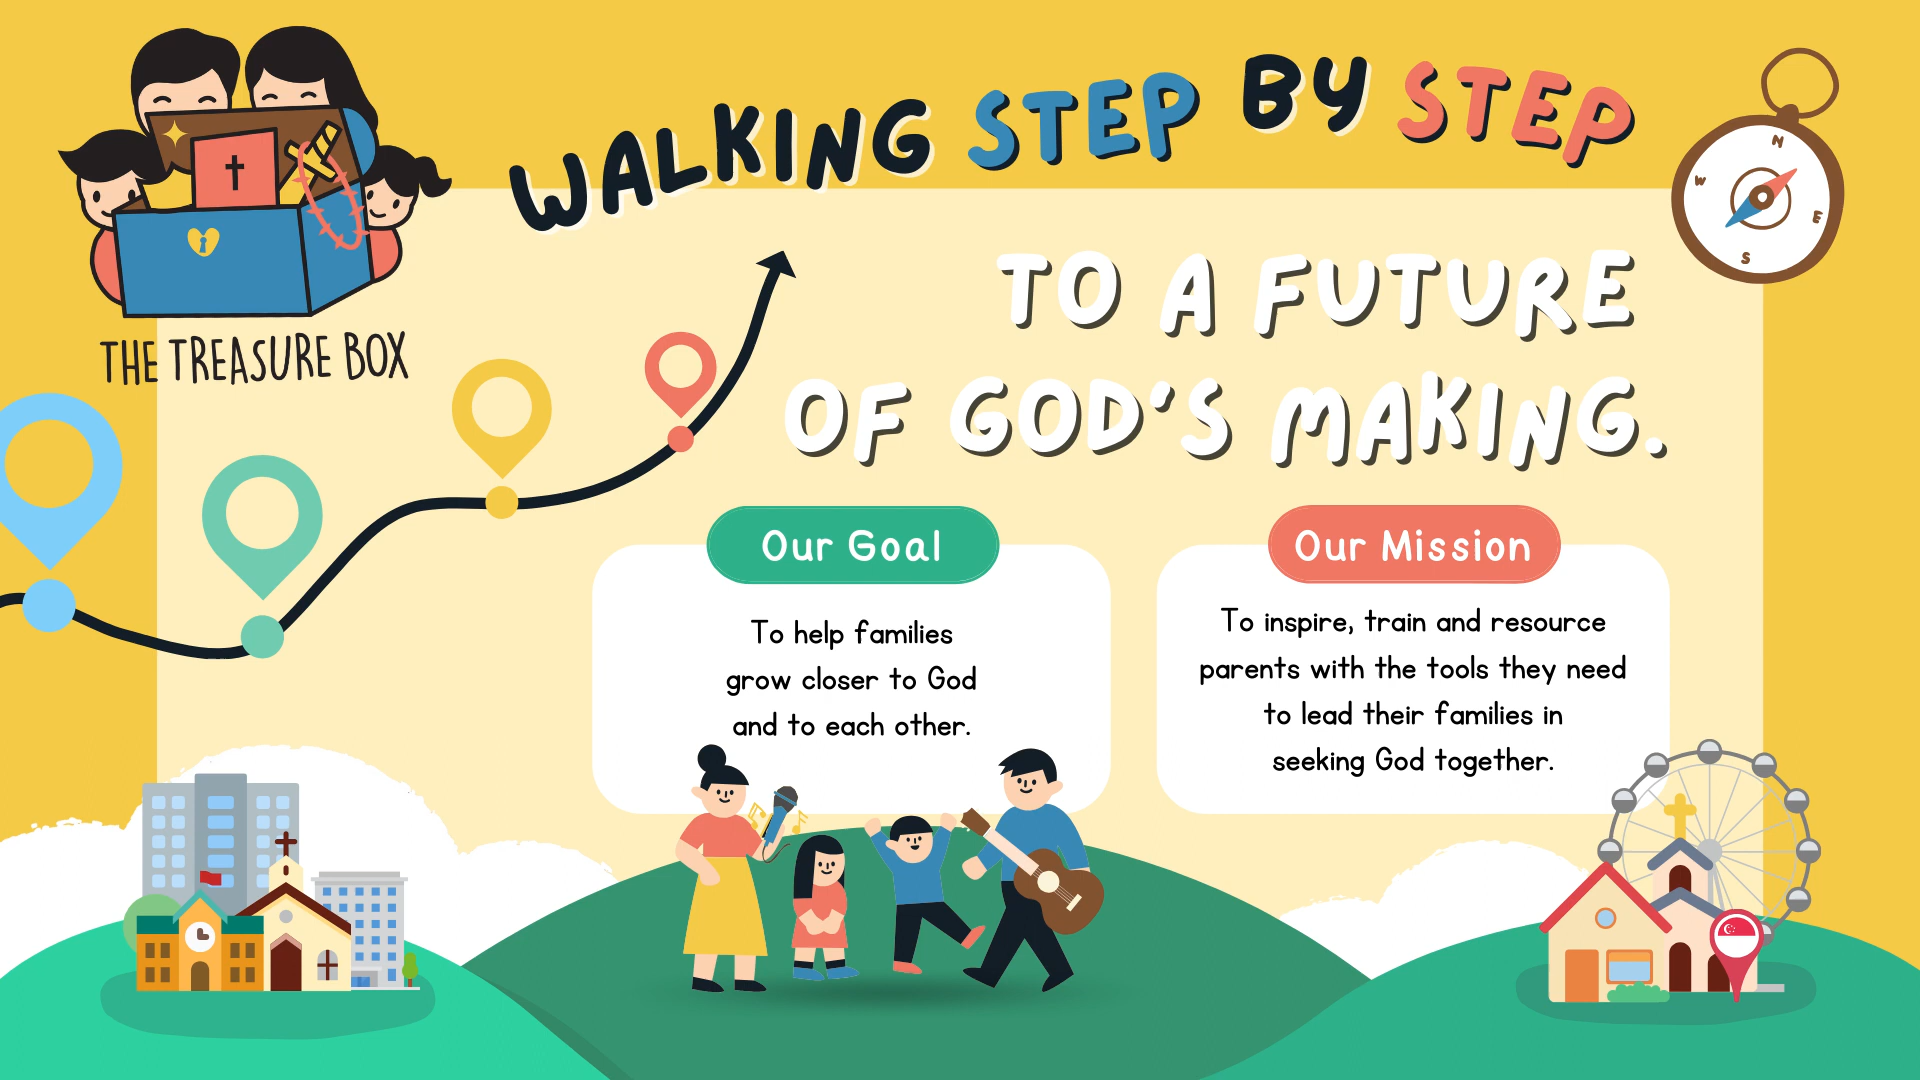 THE TREASURE BOX
WALKING STEP BY STEP
TO A FUTURE
OF GOD'S MAKING.
N
W
E
S
Our Goal
To help families
grow closer to God
and to each other.
Our Mission
To inspire, train and resource
parents with the tools they need
to lead their families in
seeking God together.